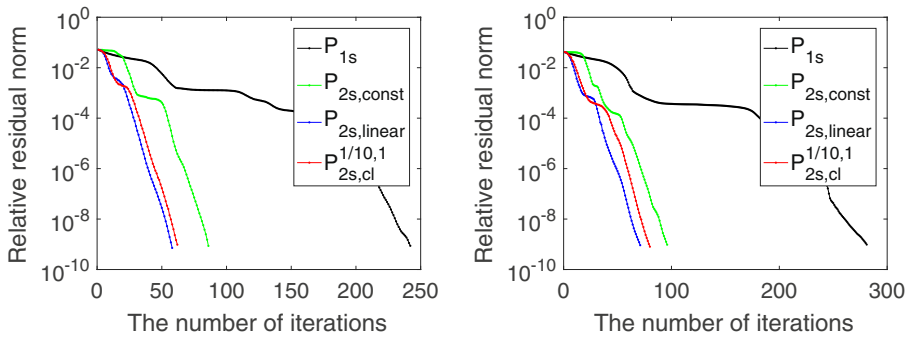 10^0
10^-2
10^-4
10^-6
10^-8
10^-10
Relative residual norm
0 50 100 150 200 250
The number of iterations
P_1s
P_2s,const
P_2s,linear
P_2s,cl^1/10,1
10^0
10^-2
10^-4
10^-6
10^-8
10^-10
Relative residual norm
0 100 200 300
The number of iterations
P_1s
P_2s,const
P_2s,linear
P_2s,cl^1/10,1